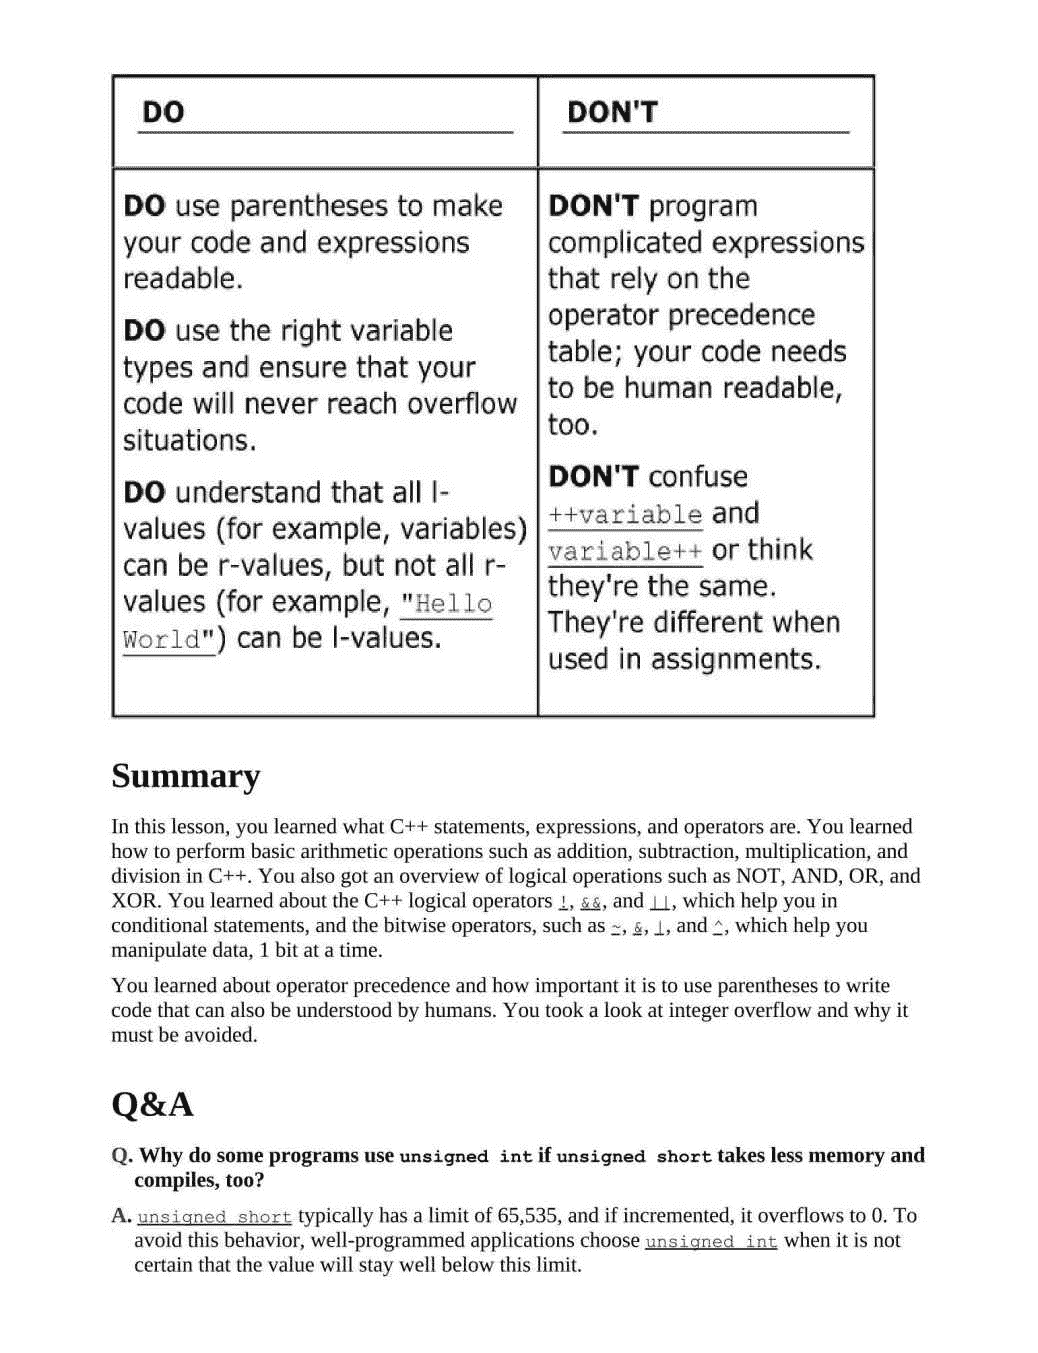 DO
DON'T
DO use parentheses to make
your code and expressions
readable.
DO use the right variable
types and ensure that your
code will never reach overflow
situations.
DO understand that all l-
values (for example, variables)
can be r-values, but not all r-
values (for example, "Hello
World") can be l-values.
DON'T program
complicated expressions
that rely on the
operator precedence
table; your code needs
to be human readable,
too.
DON'T confuse
++variable and
variable++ or think
they're the same.
They're different when
used in assignments.
Summary
In this lesson, you learned what C++ statements, expressions, and operators are. You learned
how to perform basic arithmetic operations such as addition, subtraction, multiplication, and
division in C++. You also got an overview of logical operations such as NOT, AND, OR, and
XOR. You learned about the C++ logical operators !, &&, and ||, which help you in
conditional statements, and the bitwise operators, such as ~, &, |, and ^, which help you
manipulate data, 1 bit at a time.
You learned about operator precedence and how important it is to use parentheses to write
code that can also be understood by humans. You took a look at integer overflow and why it
must be avoided.
Q&A
Q. Why do some programs use unsigned int if unsigned short takes less memory and
compiles, too?
A. unsigned short typically has a limit of 65,535, and if incremented, it overflows to 0. To
avoid this behavior, well-programmed applications choose unsigned int when it is not
certain that the value will stay well below this limit.